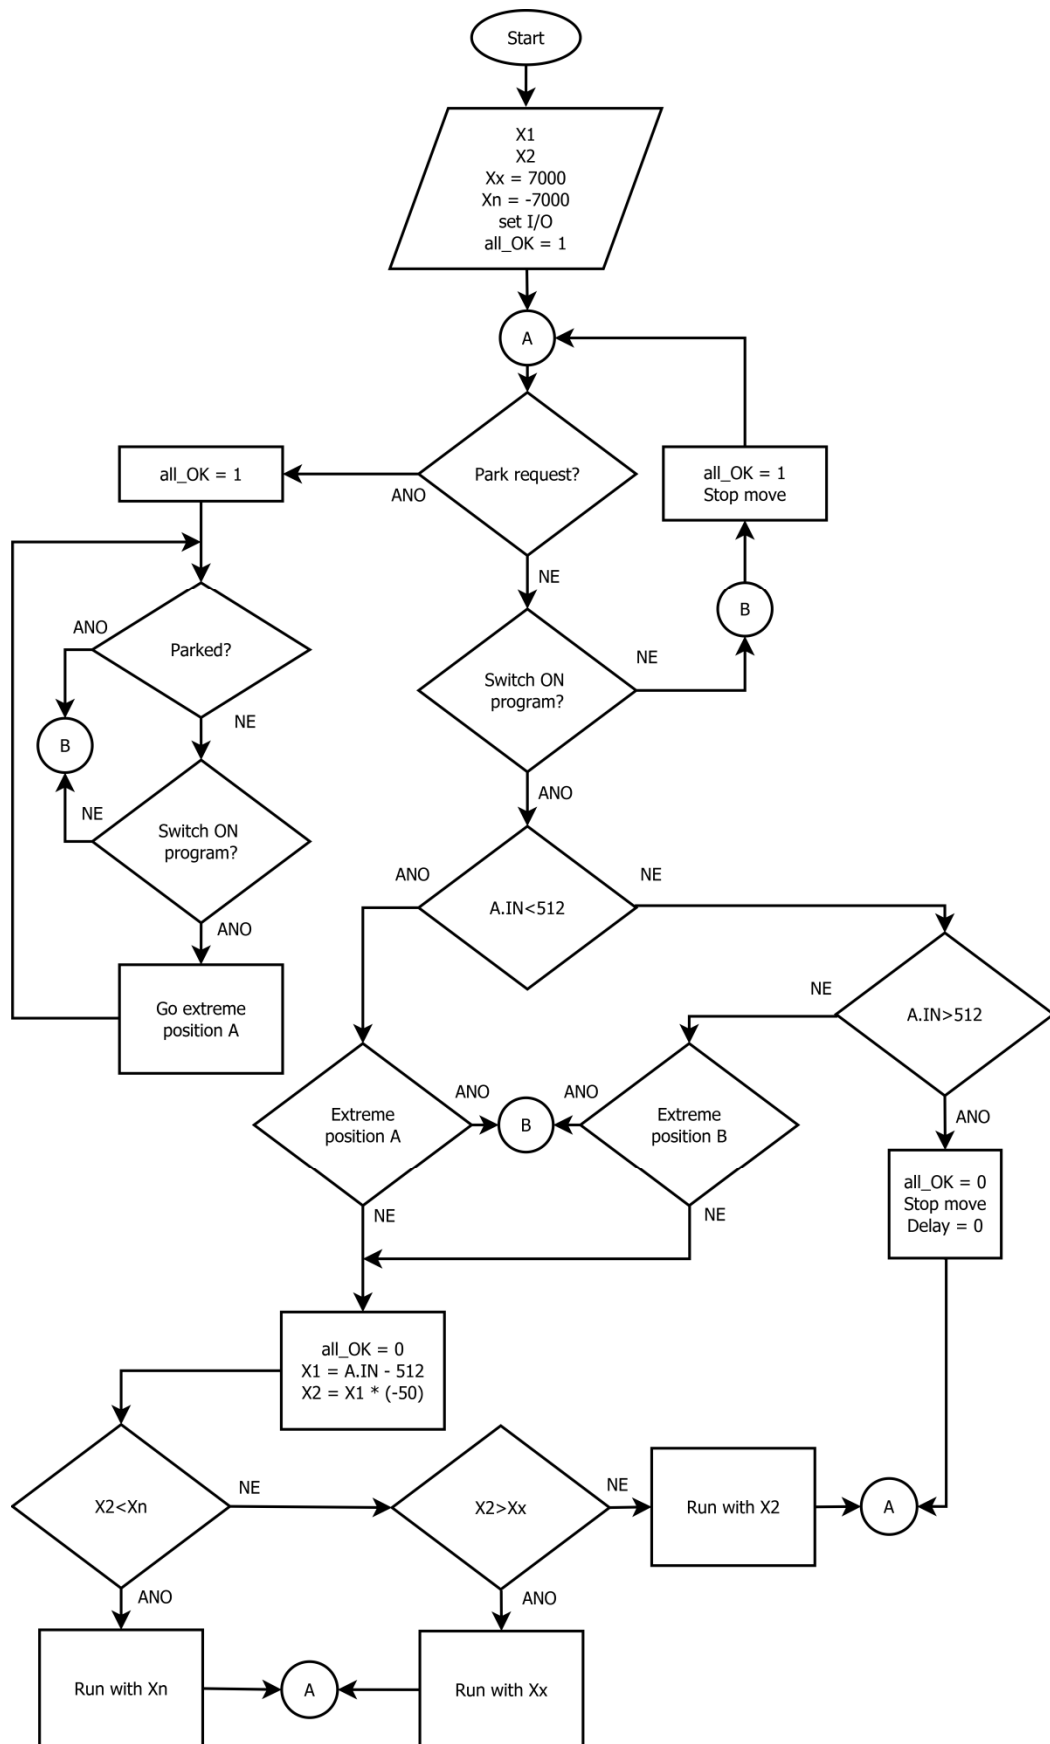 Start
X1
X2
Xx = 7000
Xn = -7000
set I/O
all_OK = 1
A
Park request?
ANO
NE
all_OK = 1
all_OK = 1
Stop move
B
Parked?
ANO
NE
B
Switch ON
program?
NE
ANO
Go extreme
position A
Switch ON
program?
NE
ANO
A.IN<512
ANO
NE
A.IN>512
NE
ANO
Extreme
position A
ANO
NE
B
Extreme
position B
ANO
NE
all_OK = 0
Stop move
Delay = 0
all_OK = 0
X1 = A.IN - 512
X2 = X1 * (-50)
X2<Xn
NE
ANO
X2>Xx
NE
ANO
Run with X2
A
Run with Xn
A
Run with Xx